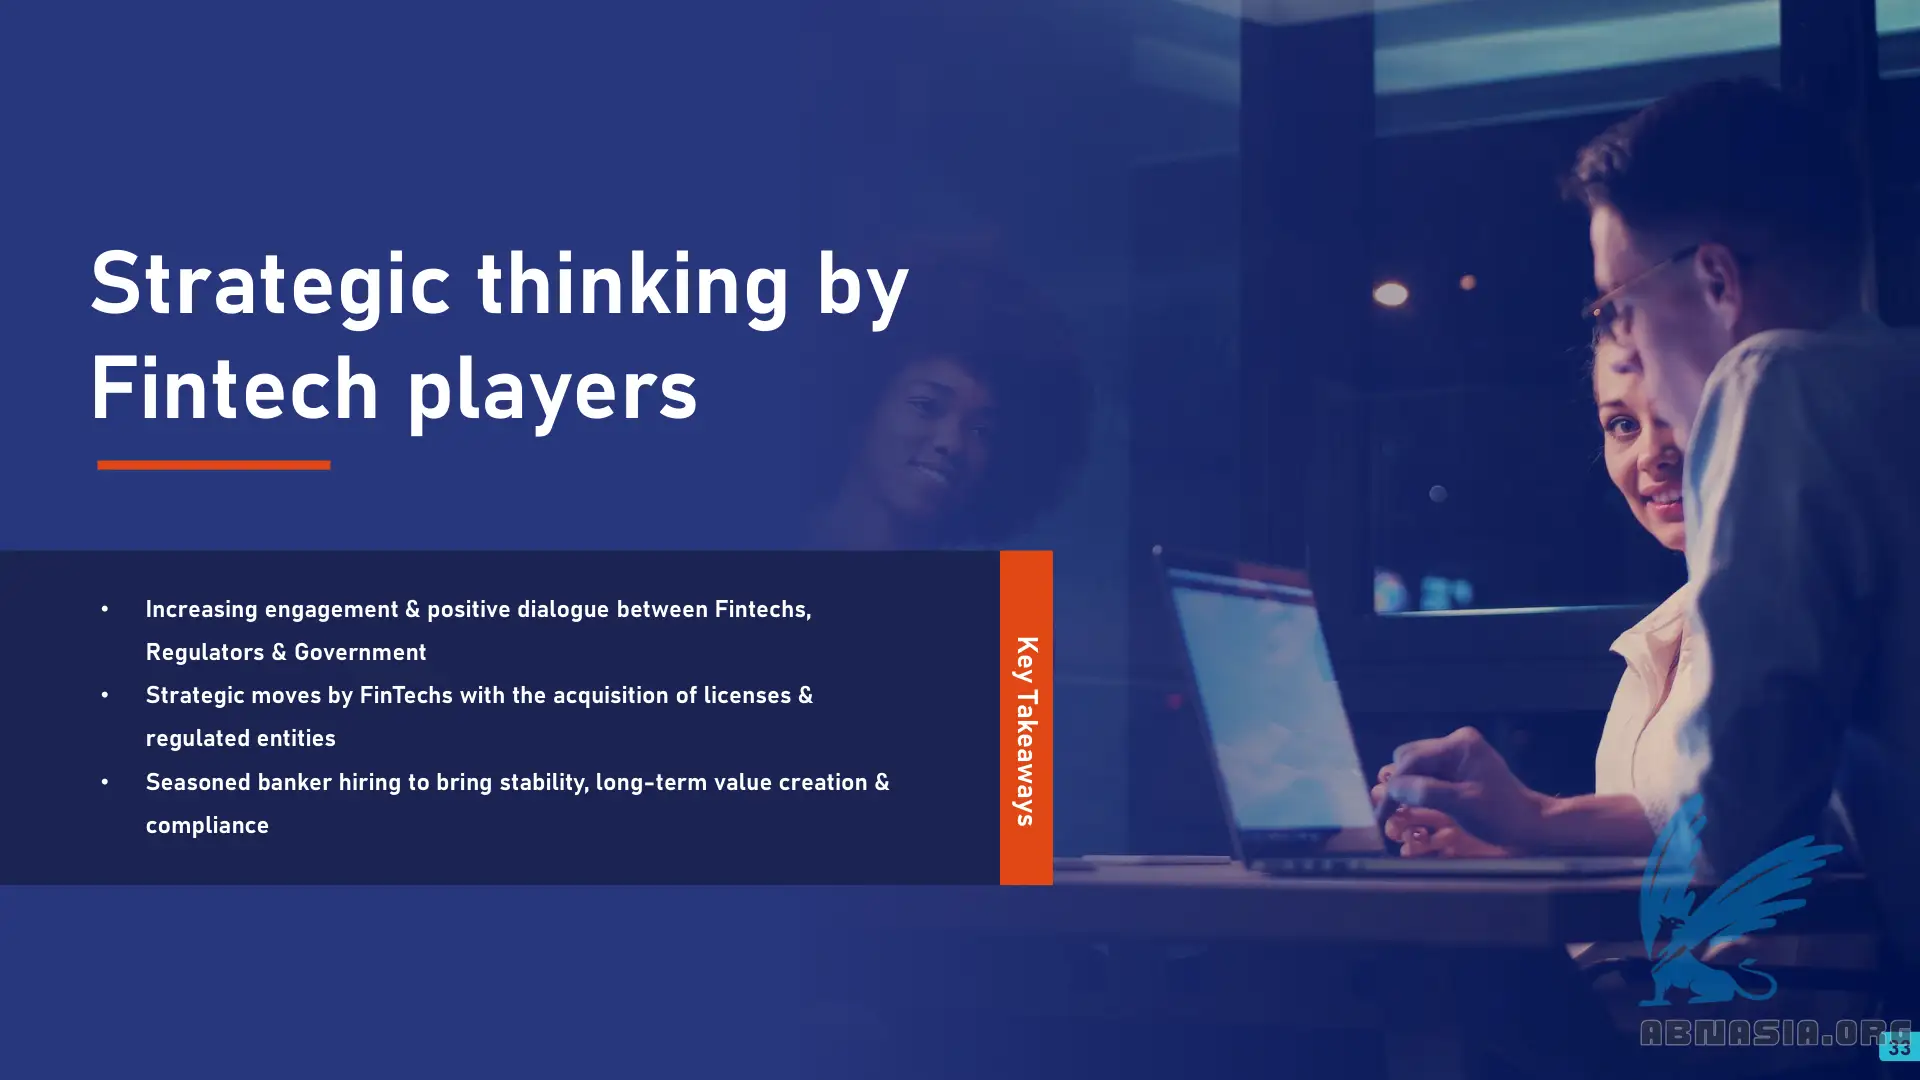 Strategic thinking by
Fintech players
• Increasing engagement & positive dialogue between Fintechs,
Regulators & Government
• Strategic moves by FinTechs with the acquisition of licenses &
regulated entities
• Seasoned banker hiring to bring stability, long-term value creation &
compliance
Key Takeaways
ABNASIA.ORG
33